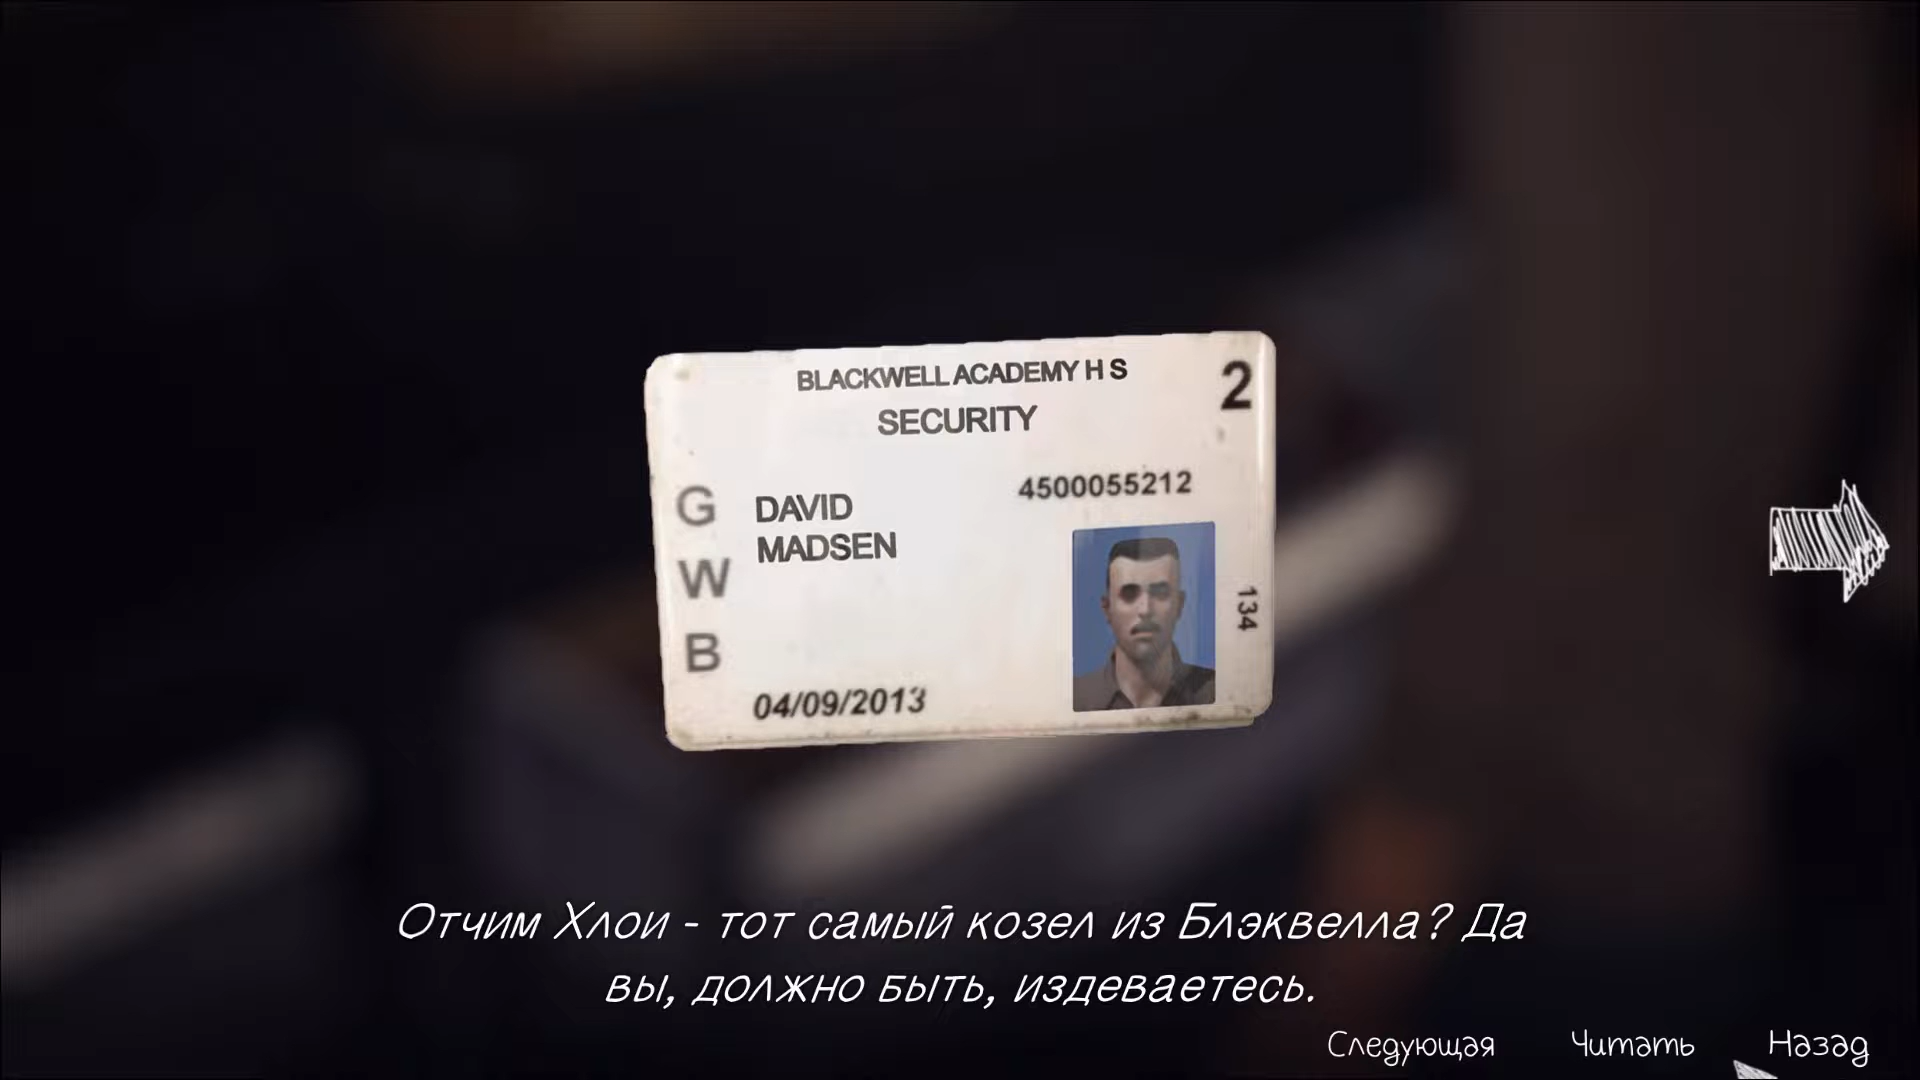 BLACKWELL ACADEMY H S
2
SECURITY
4500055212
G
DAVID
MADSEN
W
134
B
04/09/2013
Отчим Хлои - тот самый козел из Блэквелла? Да
вы, должно быть, издеваетесь.
Следующая Читать Назад